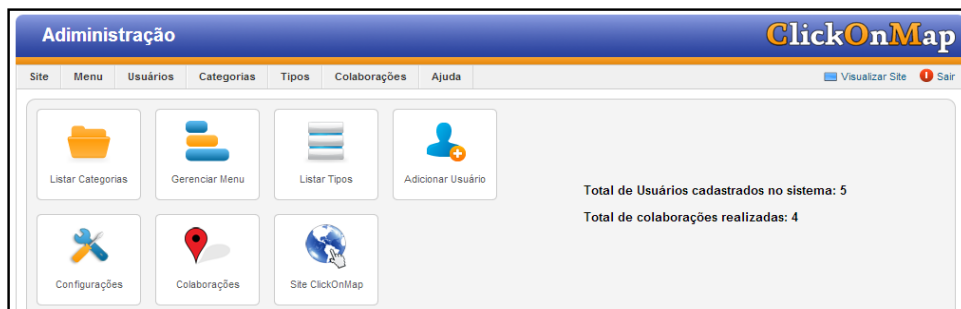 Adiministração
ClickOnMap
Site Menu Usuários Categorias Tipos Colaborações Ajuda Visualizar Site Sair
Listar Categorias Gerenciar Menu Listar Tipos Adicionar Usuário
Total de Usuários cadastrados no sistema: 5
Total de colaborações realizadas: 4
Configurações Colaborações Site ClickOnMap